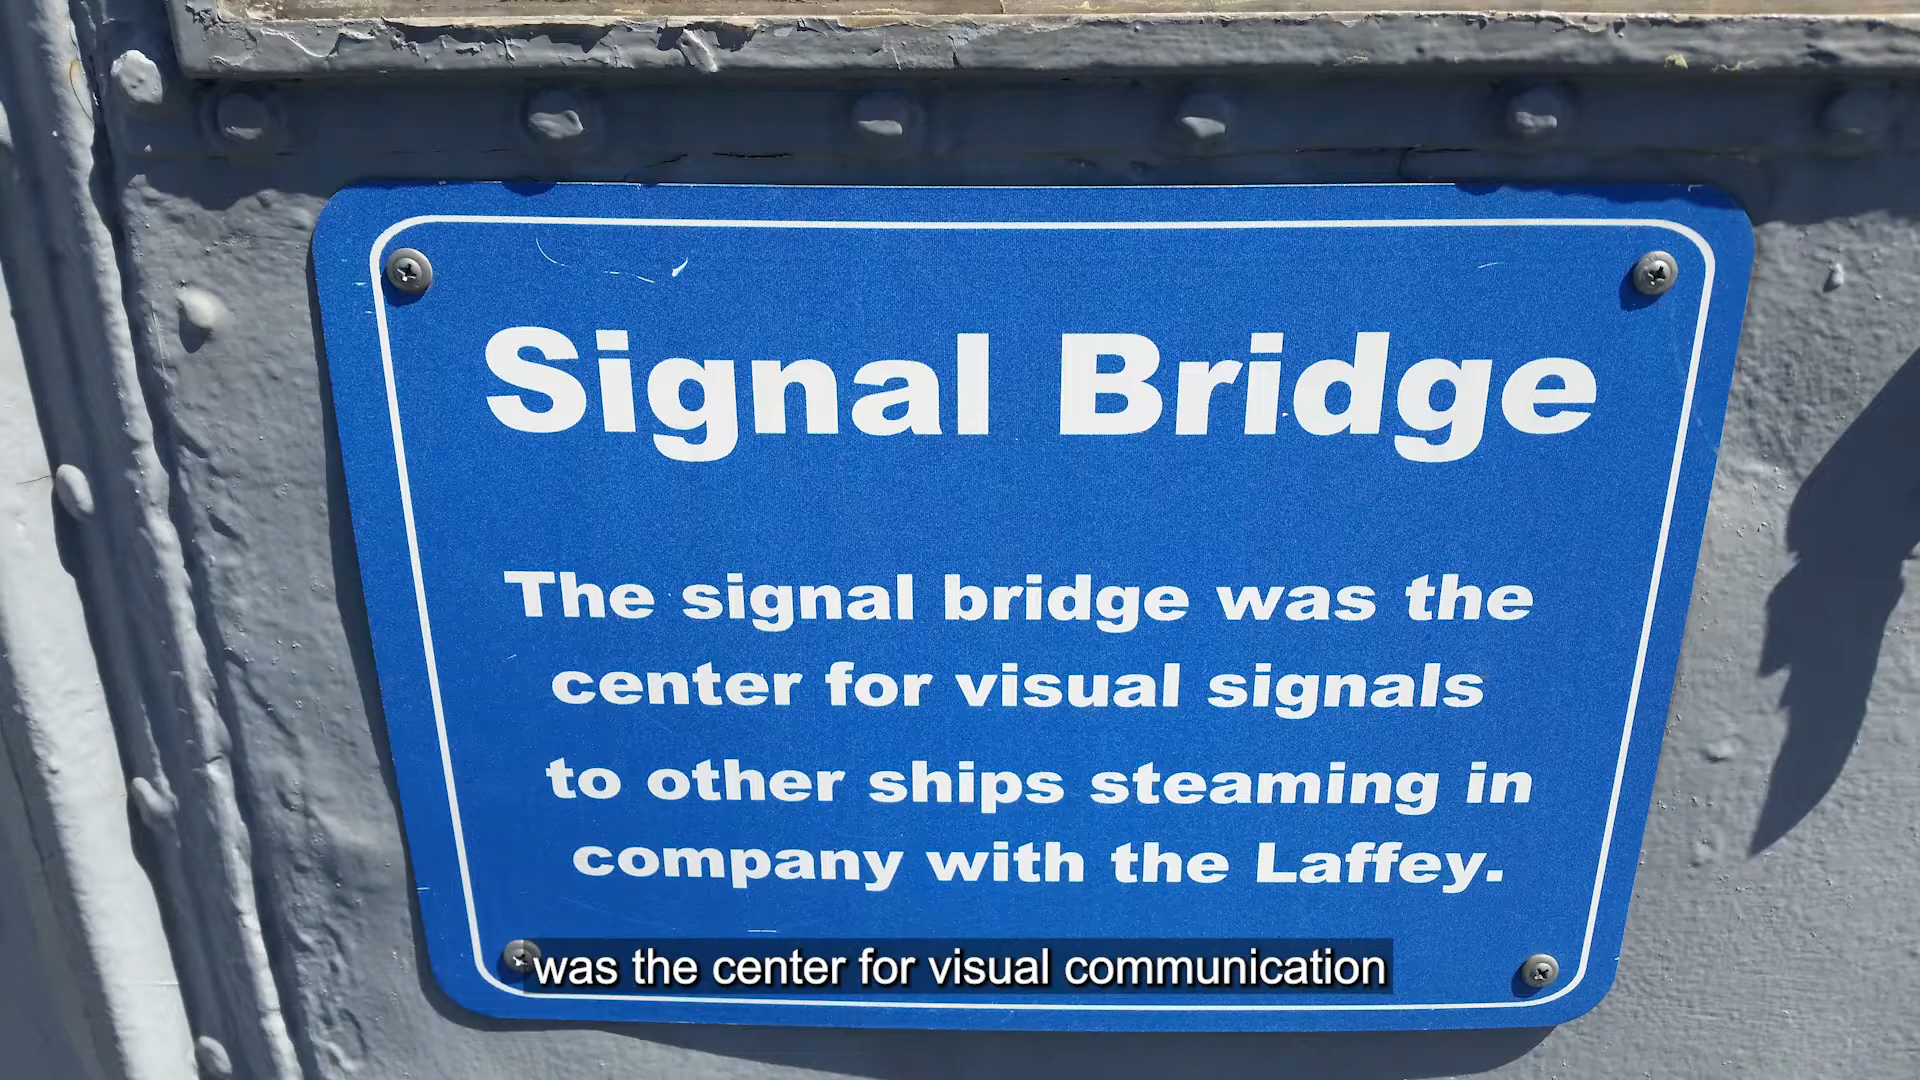 Signal Bridge
The signal bridge was the
center for visual signals
to other ships steaming in
company with the Laffey.
was the center for visual communication